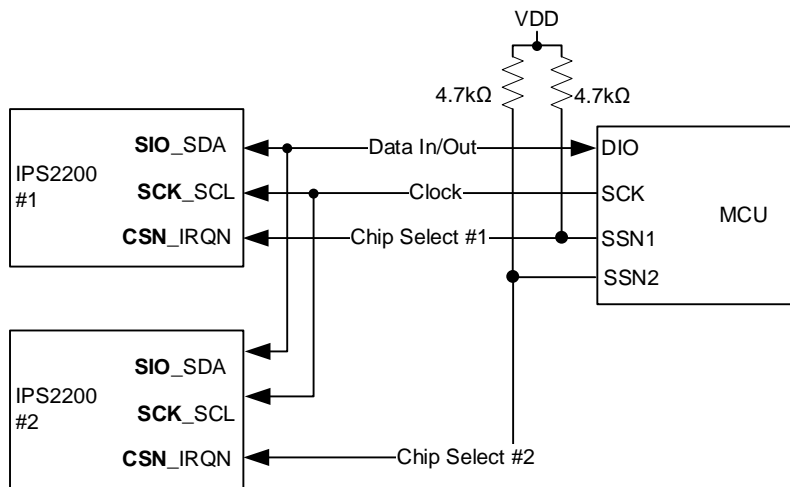 VDD
4.7kΩ
4.7kΩ
IPS2200
#1
SIO_SDA
SCK_SCL
CSN_IRQN
Data In/Out
Clock
Chip Select #1
DIO
SCK
SSN1
SSN2
MCU
IPS2200
#2
SIO_SDA
SCK_SCL
CSN_IRQN
Chip Select #2